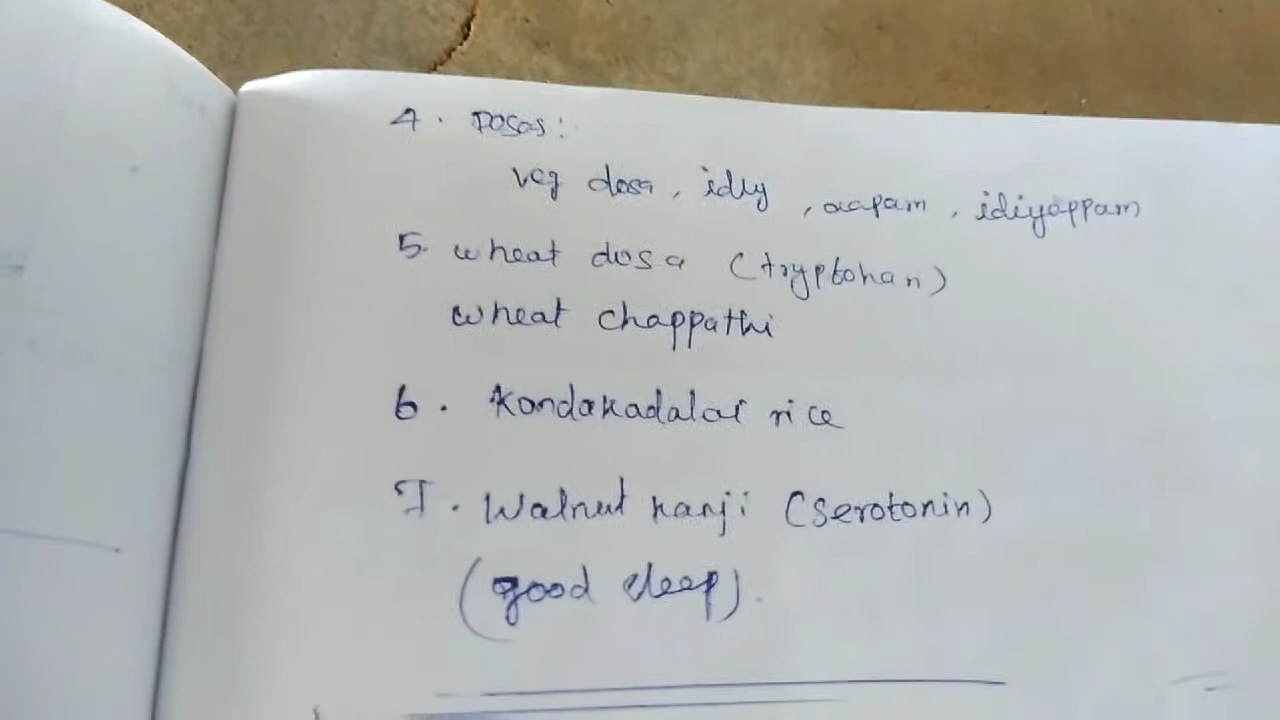 4. Dosas:
veg dosa, idly, aapam, idiyappam
5. wheat dosa (tryptohan)
wheat chappathi
6. Kondakadalai rice
7. Walnut kanji (Serotonin)
(good sleep).